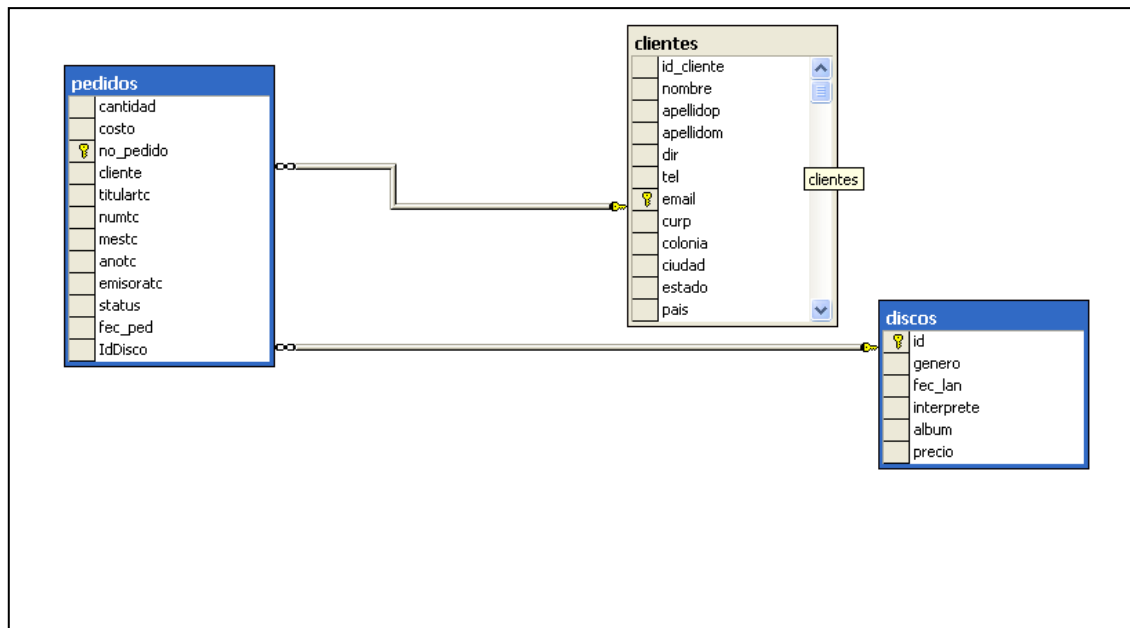 pedidos
cantidad
costo
no_pedido
cliente
titulartc
numtc
mestc
anotc
emisoratc
status
fec_ped
IdDisco
clientes
id_cliente
nombre
apellidop
apellidom
dir
tel
email
curp
colonia
ciudad
estado
pais
clientes
discos
id
genero
fec_lan
interprete
album
precio